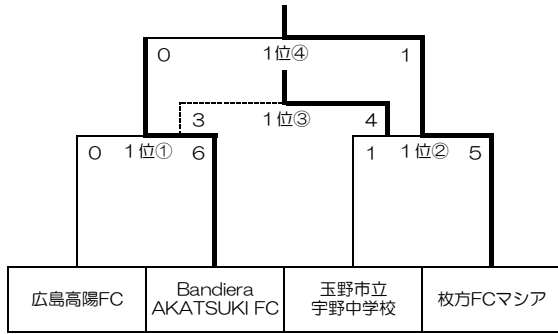 0 1位④ 1
3 1位③ 4
0 1位① 6 1 1位② 5
広島高陽FC
Bandiera
AKATSUKI FC
玉野市立
宇野中学校
枚方FCマシア